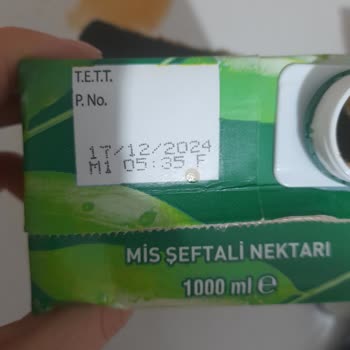 T.E.T.T.
P. No.
17/12/2024
M1 05:35 F
MİS ŞEFTALİ NEKTARI
1000 ml ℮